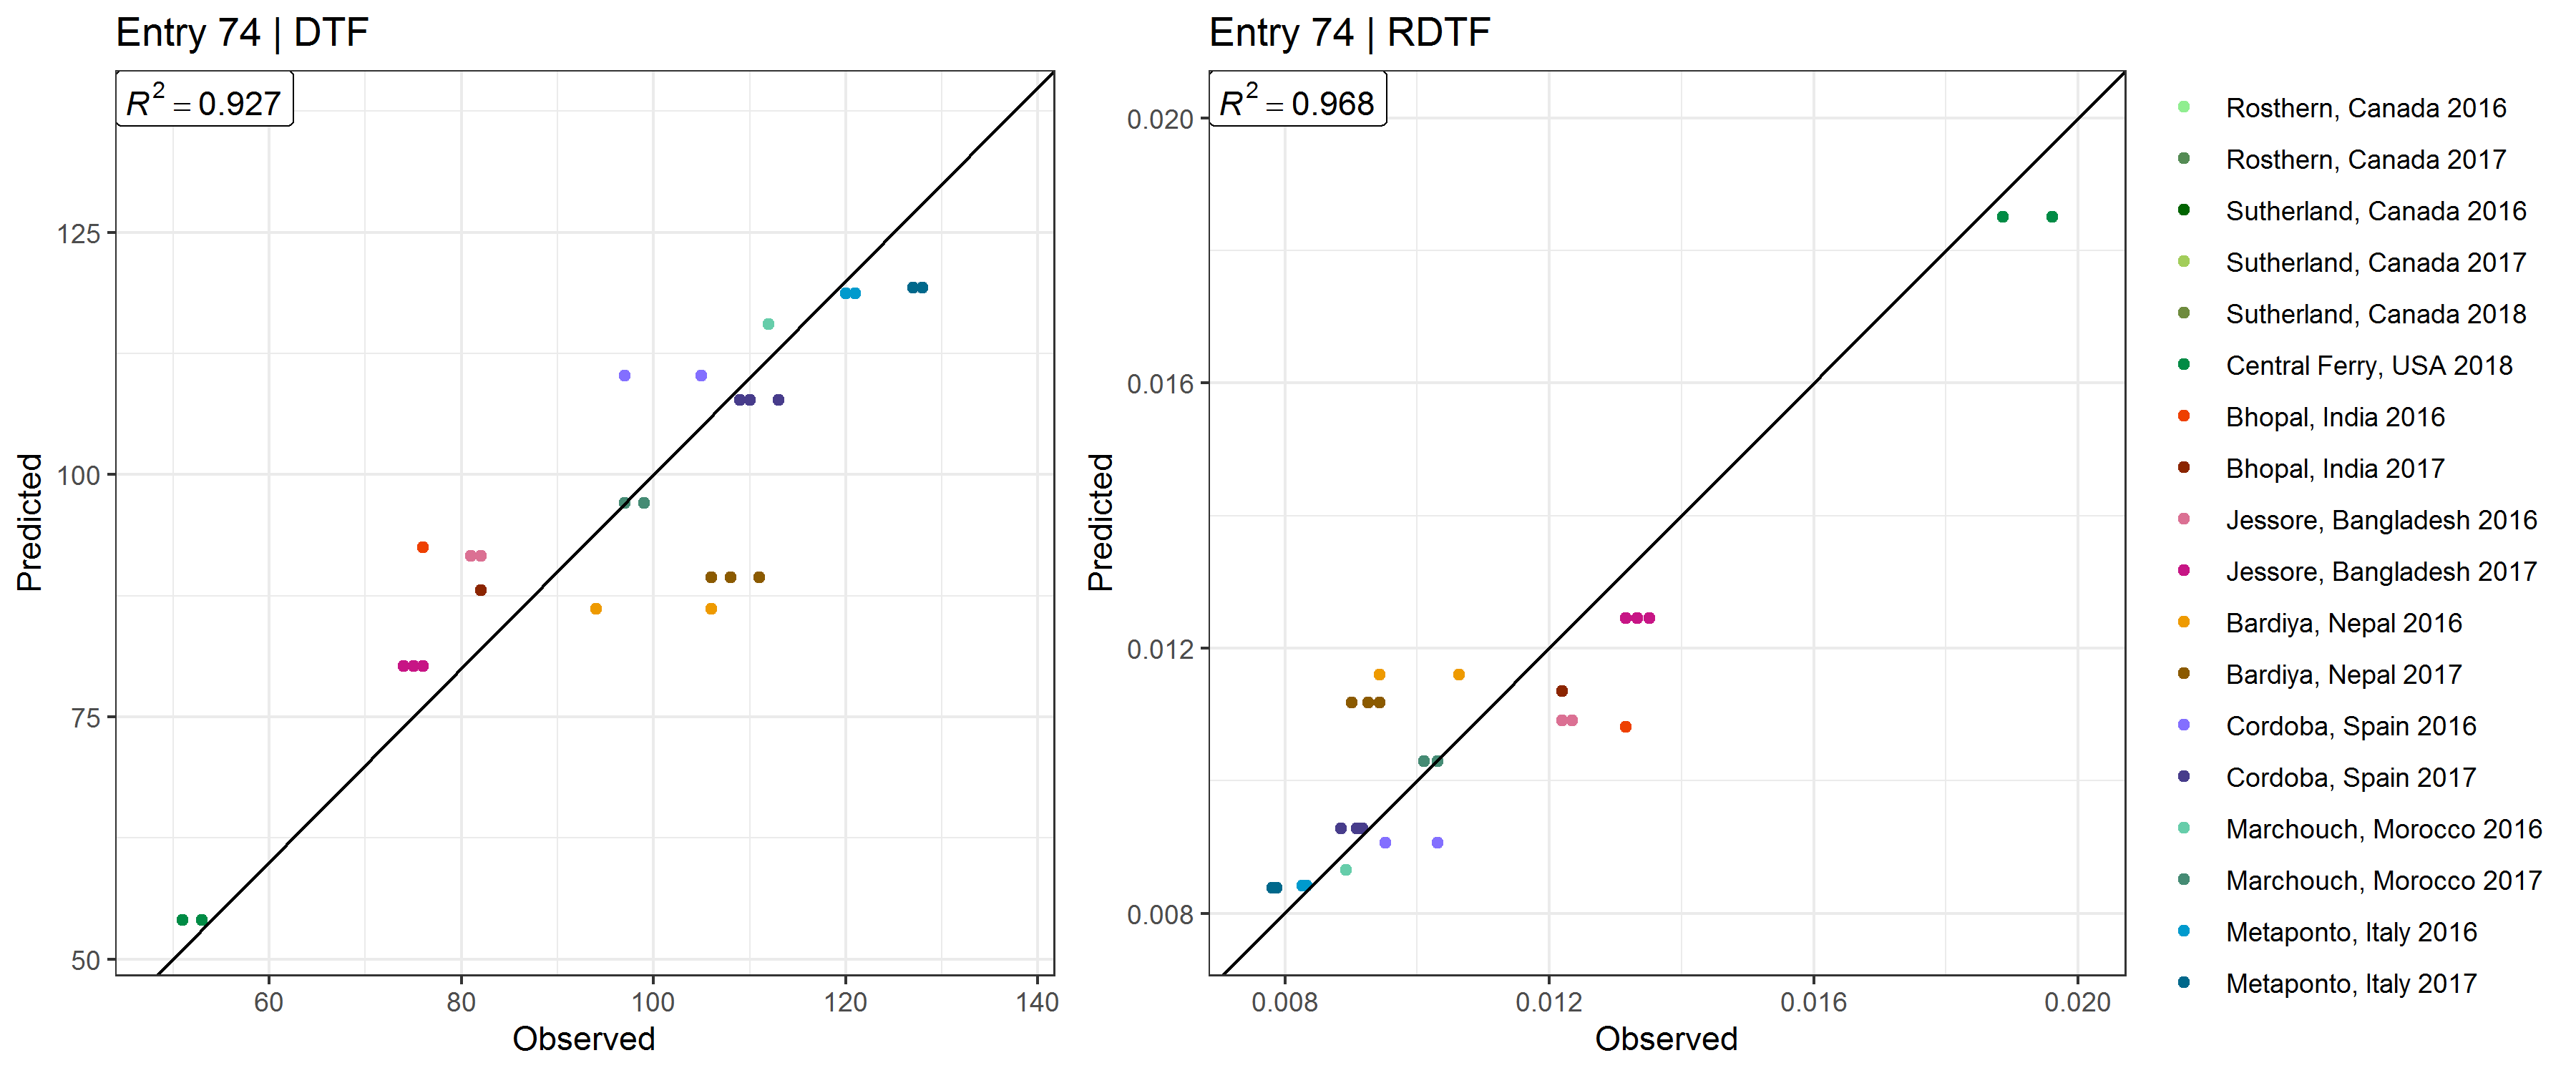 Entry 74 | DTF
R² = 0.927
125
100
75
50
60 80 100 120 140
Observed
Predicted
Entry 74 | RDTF
R² = 0.968
0.020
0.016
0.012
0.008
0.008 0.012 0.016 0.020
Observed
Predicted
Rosthern, Canada 2016
Rosthern, Canada 2017
Sutherland, Canada 2016
Sutherland, Canada 2017
Sutherland, Canada 2018
Central Ferry, USA 2018
Bhopal, India 2016
Bhopal, India 2017
Jessore, Bangladesh 2016
Jessore, Bangladesh 2017
Bardiya, Nepal 2016
Bardiya, Nepal 2017
Cordoba, Spain 2016
Cordoba, Spain 2017
Marchouch, Morocco 2016
Marchouch, Morocco 2017
Metaponto, Italy 2016
Metaponto, Italy 2017